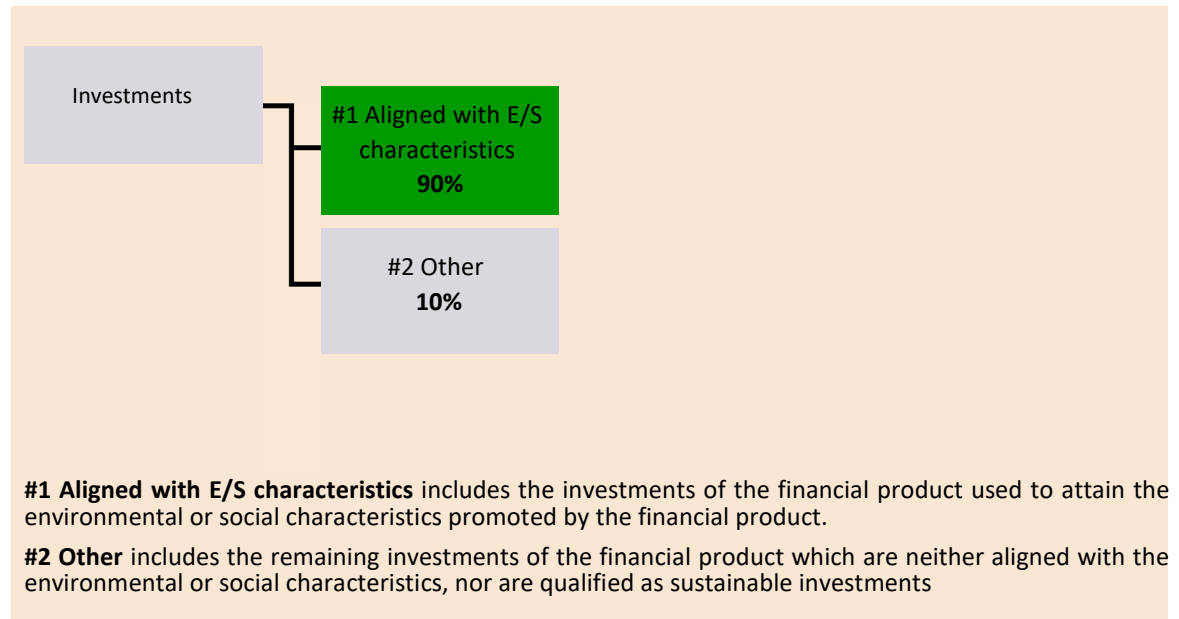 Investments
#1 Aligned with E/S
characteristics
90%
#2 Other
10%
#1 Aligned with E/S characteristics includes the investments of the financial product used to attain the
environmental or social characteristics promoted by the financial product.
#2 Other includes the remaining investments of the financial product which are neither aligned with the
environmental or social characteristics, nor are qualified as sustainable investments